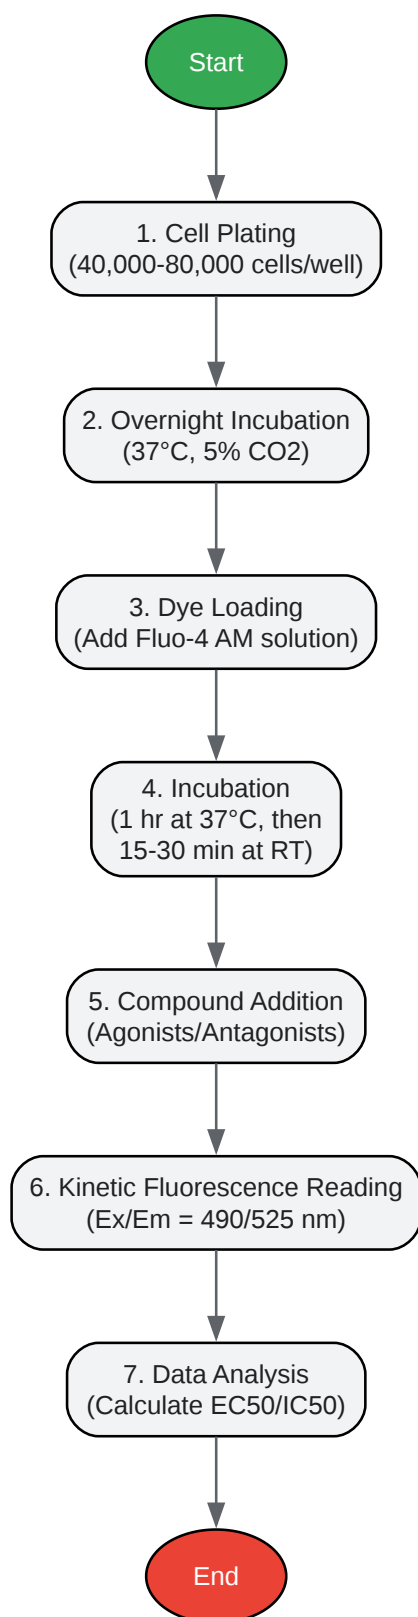 Start
1. Cell Plating
(40,000-80,000 cells/well)
2. Overnight Incubation
(37°C, 5% CO2)
3. Dye Loading
(Add Fluo-4 AM solution)
4. Incubation
(1 hr at 37°C, then
15-30 min at RT)
5. Compound Addition
(Agonists/Antagonists)
6. Kinetic Fluorescence Reading
(Ex/Em = 490/525 nm)
7. Data Analysis
(Calculate EC50/IC50)
End